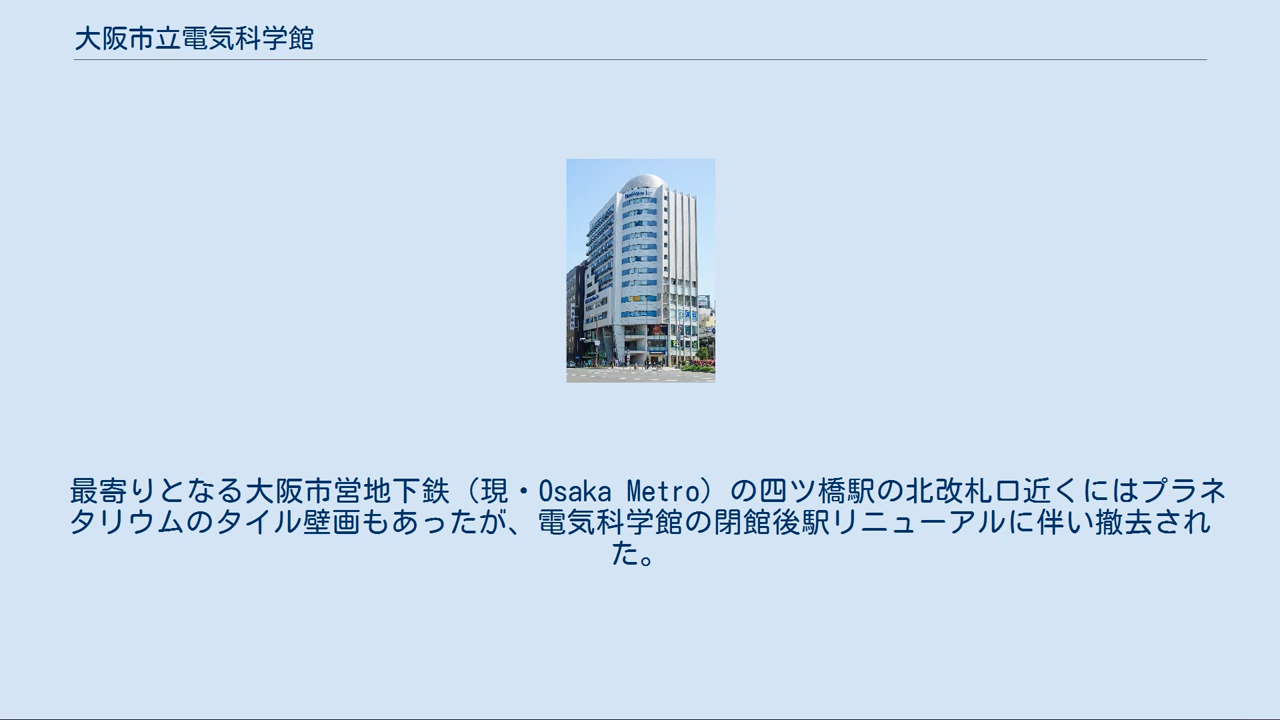 大阪市立電気科学館
最寄りとなる大阪市営地下鉄（現・Osaka Metro）の四ツ橋駅の北改札口近くにはプラネ
タリウムのタイル壁画もあったが、電気科学館の閉館後駅リニューアルに伴い撤去され
た。